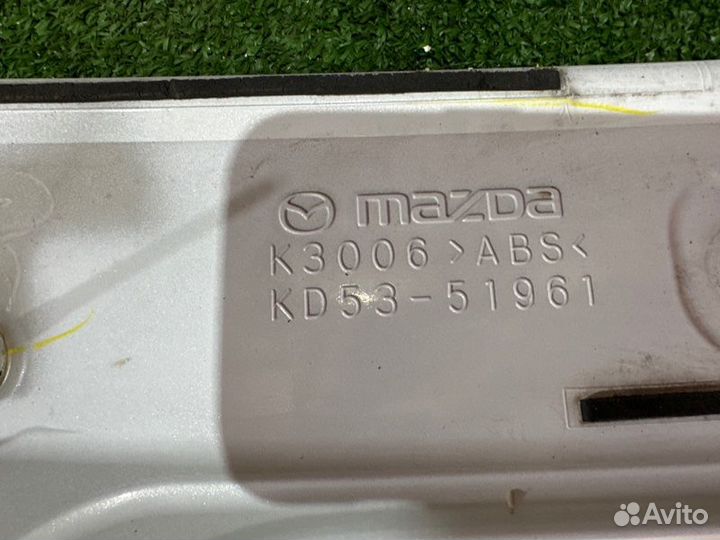 mazda
K3006 >ABS<
KD53-51961
Avito